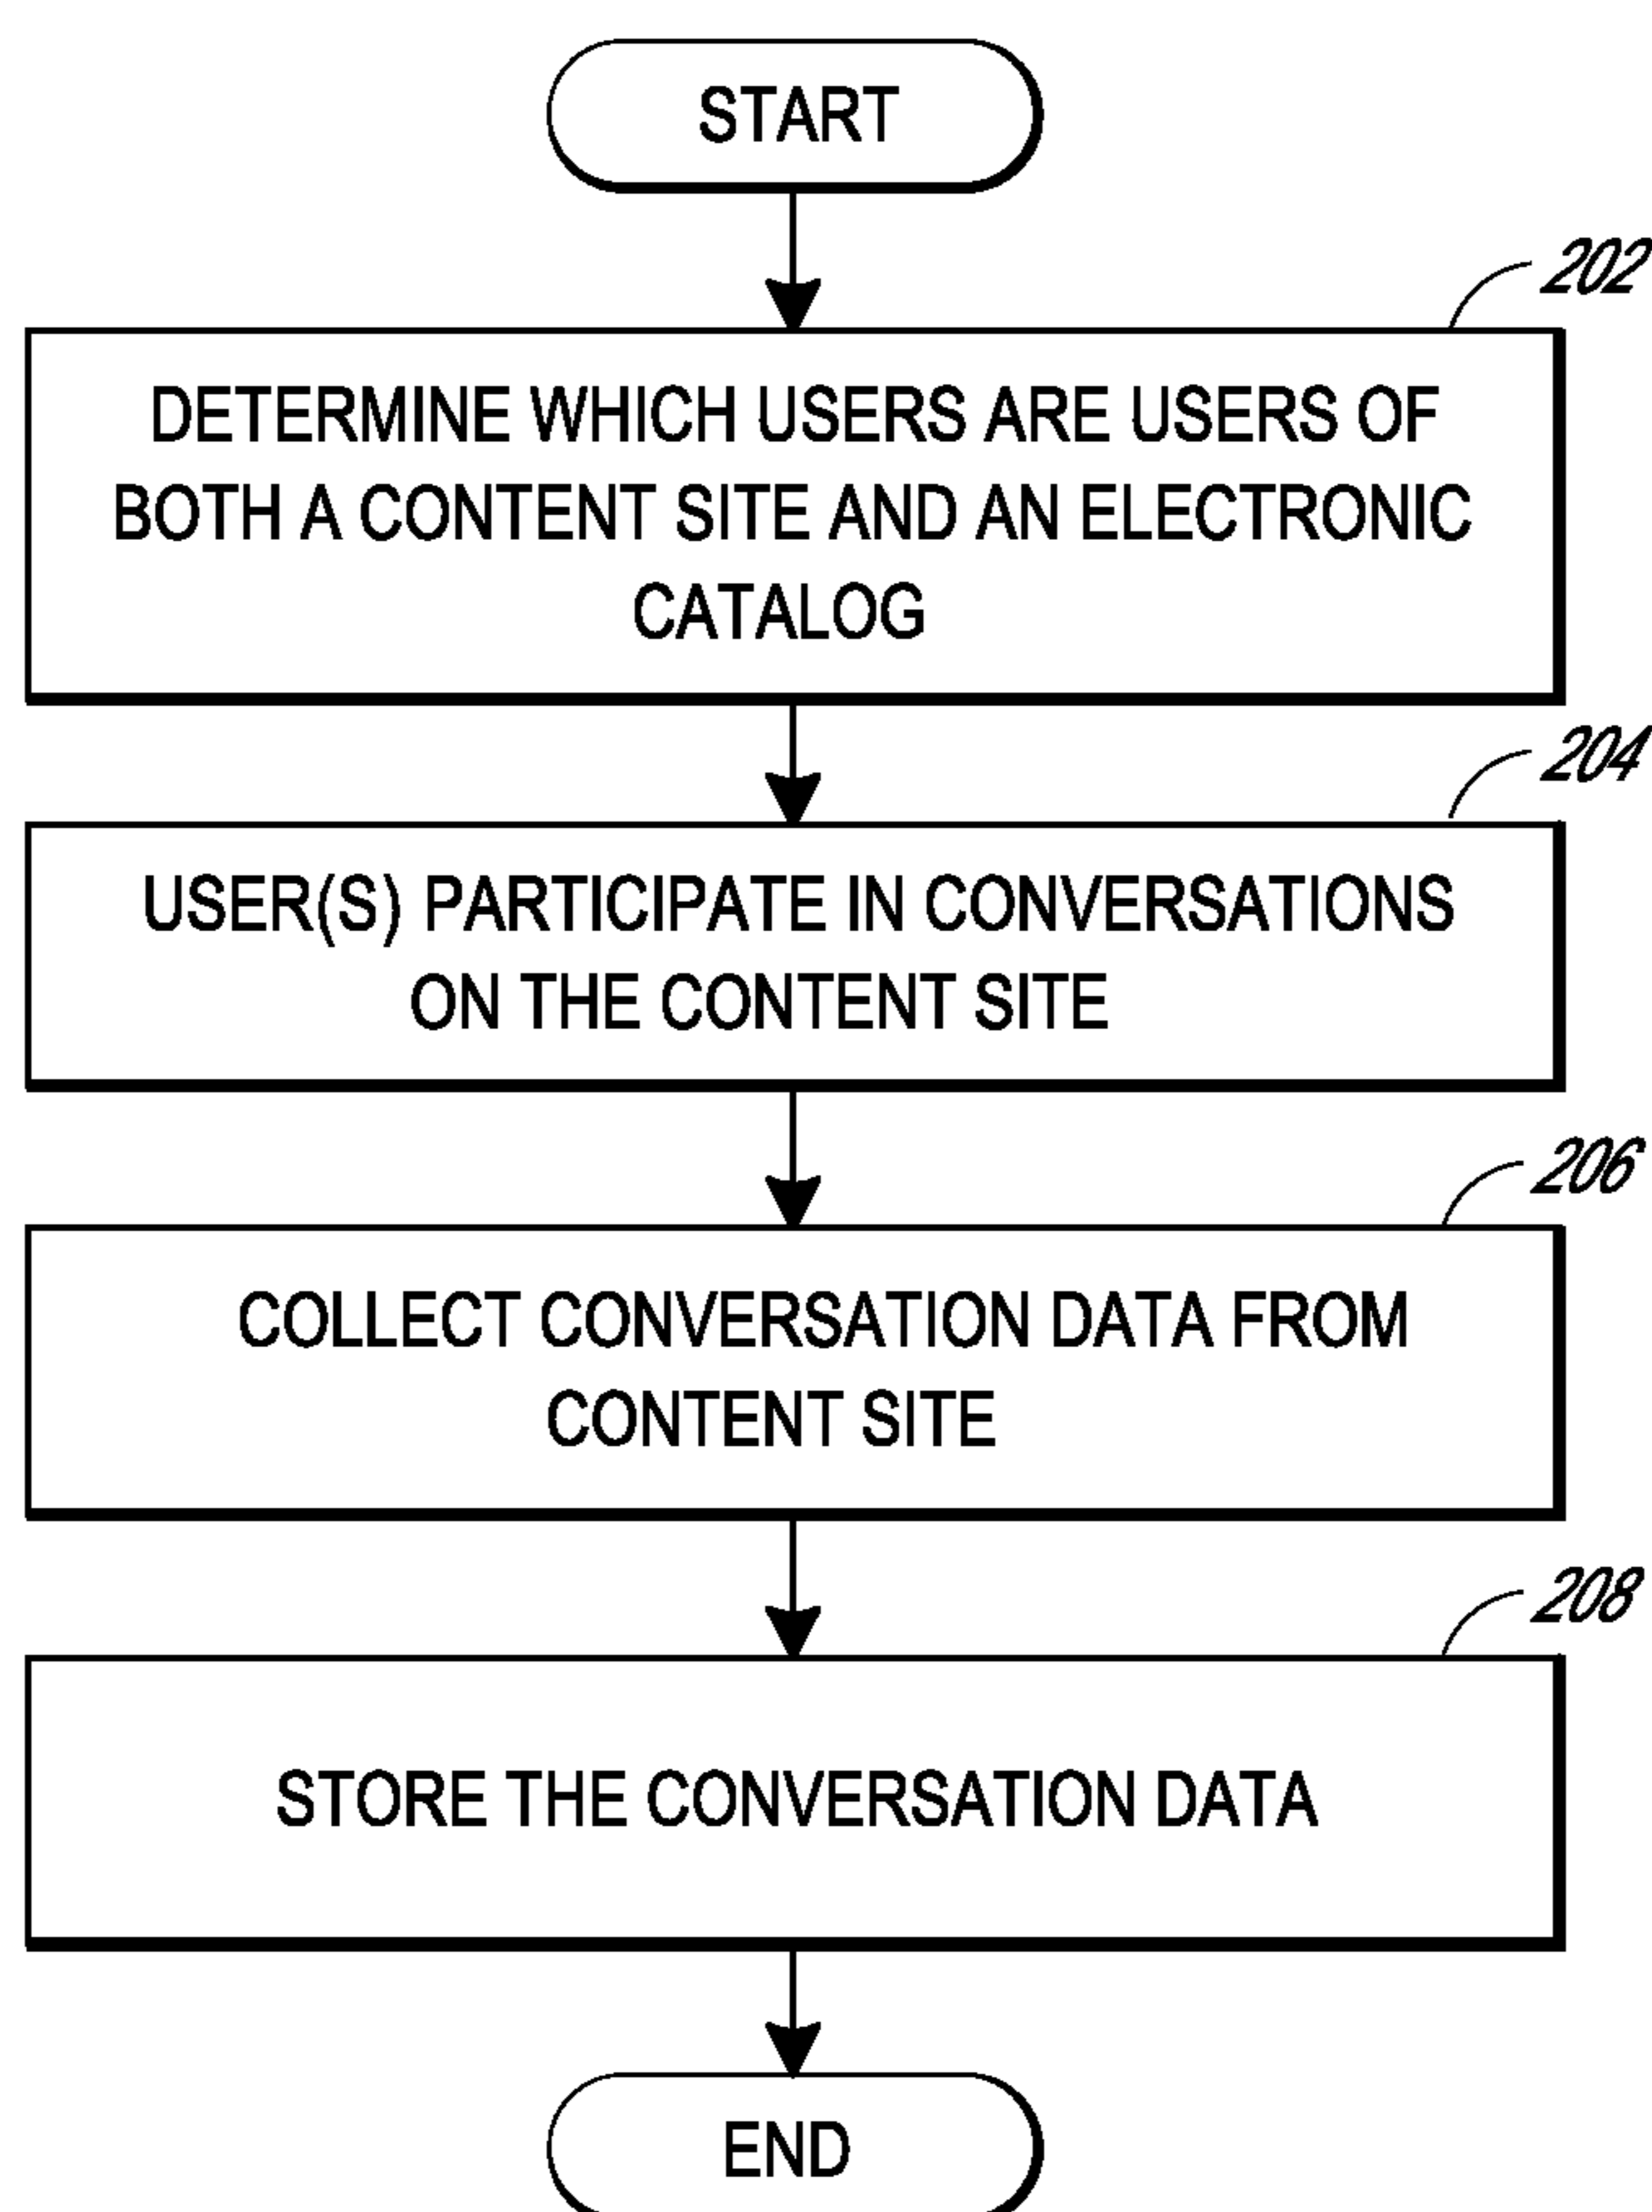 START
202
DETERMINE WHICH USERS ARE USERS OF
BOTH A CONTENT SITE AND AN ELECTRONIC
CATALOG
204
USER(S) PARTICIPATE IN CONVERSATIONS
ON THE CONTENT SITE
206
COLLECT CONVERSATION DATA FROM
CONTENT SITE
208
STORE THE CONVERSATION DATA
END